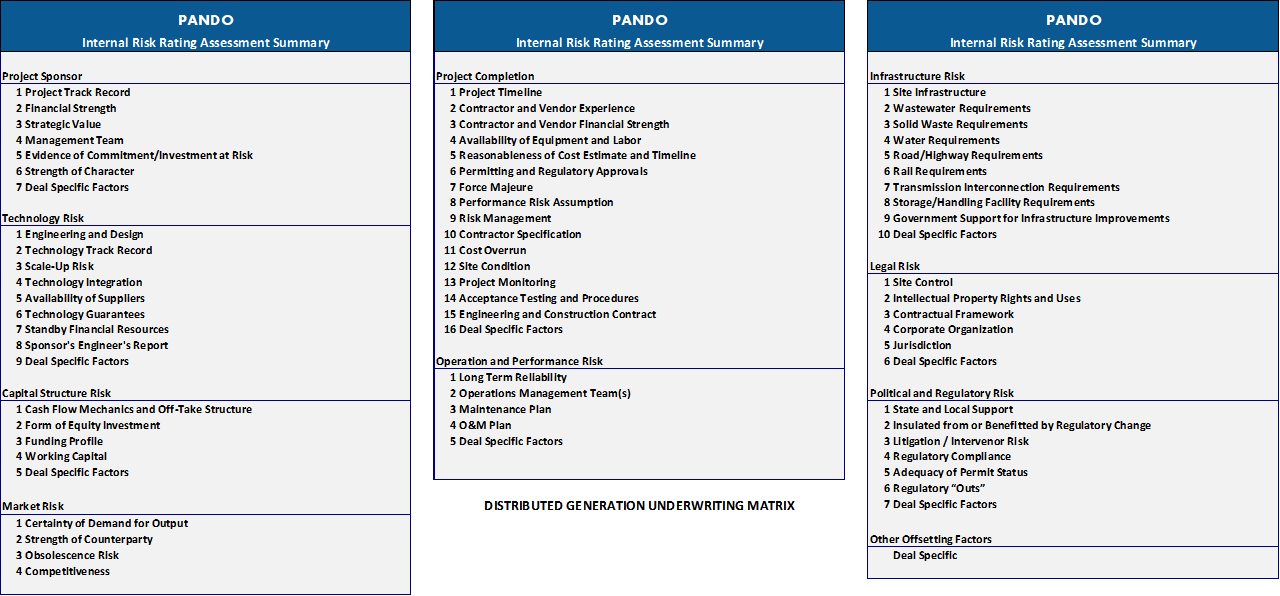 PANDO
Internal Risk Rating Assessment Summary
Project Sponsor
1 Project Track Record
2 Financial Strength
3 Strategic Value
4 Management Team
5 Evidence of Commitment/Investment at Risk
6 Strength of Character
7 Deal Specific Factors
Technology Risk
1 Engineering and Design
2 Technology Track Record
3 Scale-Up Risk
4 Technology Integration
5 Availability of Suppliers
6 Technology Guarantees
7 Standby Financial Resources
8 Sponsor's Engineer's Report
9 Deal Specific Factors
Capital Structure Risk
1 Cash Flow Mechanics and Off-Take Structure
2 Form of Equity Investment
3 Funding Profile
4 Working Capital
5 Deal Specific Factors
Market Risk
1 Certainty of Demand for Output
2 Strength of Counterparty
3 Obsolescence Risk
4 Competitiveness
PANDO
Internal Risk Rating Assessment Summary
Project Completion
1 Project Timeline
2 Contractor and Vendor Experience
3 Contractor and Vendor Financial Strength
4 Availability of Equipment and Labor
5 Reasonableness of Cost Estimate and Timeline
6 Permitting and Regulatory Approvals
7 Force Majeure
8 Performance Risk Assumption
9 Risk Management
10 Contractor Specification
11 Cost Overrun
12 Site Condition
13 Project Monitoring
14 Acceptance Testing and Procedures
15 Engineering and Construction Contract
16 Deal Specific Factors
Operation and Performance Risk
1 Long Term Reliability
2 Operations Management Team(s)
3 Maintenance Plan
4 O&M Plan
5 Deal Specific Factors
DISTRIBUTED GENERATION UNDERWRITING MATRIX
PANDO
Internal Risk Rating Assessment Summary
Infrastructure Risk
1 Site Infrastructure
2 Wastewater Requirements
3 Solid Waste Requirements
4 Water Requirements
5 Road/Highway Requirements
6 Rail Requirements
7 Transmission Interconnection Requirements
8 Storage/Handling Facility Requirements
9 Government Support for Infrastructure Improvements
10 Deal Specific Factors
Legal Risk
1 Site Control
2 Intellectual Property Rights and Uses
3 Contractual Framework
4 Corporate Organization
5 Jurisdiction
6 Deal Specific Factors
Political and Regulatory Risk
1 State and Local Support
2 Insulated from or Benefitted by Regulatory Change
3 Litigation / Intervenor Risk
4 Regulatory Compliance
5 Adequacy of Permit Status
6 Regulatory “Outs”
7 Deal Specific Factors
Other Offsetting Factors
Deal Specific